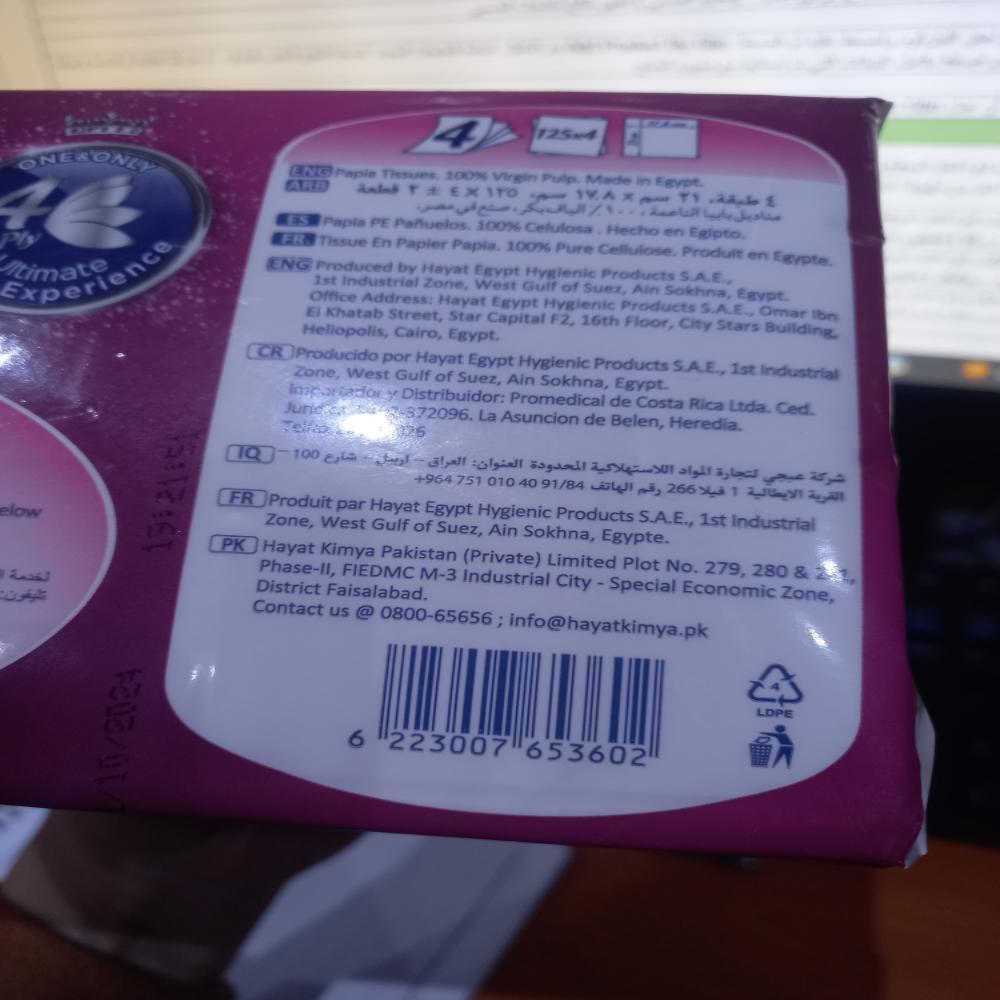 ONE&ONLY
4
Ply
Ultimate
Experience
4
125x4
ENG Papia Tissues. 100% Virgin Pulp. Made in Egypt.
ARB ٤ طبقة، ٢١ سم × ١٧.٨ سم، ١٢٥ × ٤ ± ٢ قطعة
مناديل بابيا الناعمة، ١٠٠٪ الياف بكر، صنع في مصر.
ES Papia PE Pañuelos. 100% Celulosa . Hecho en Egipto.
FR. Tissue En Papier Papia. 100% Pure Cellulose. Produit en Egypte.
ENG Produced by Hayat Egypt Hygienic Products S.A.E.,
1st Industrial Zone, West Gulf of Suez, Ain Sokhna, Egypt.
Office Address: Hayat Egypt Hygienic Products S.A.E., Omar Ibn
El Khatab Street, Star Capital F2, 16th Floor, City Stars Building,
Heliopolis, Cairo, Egypt.
CR Producido por Hayat Egypt Hygienic Products S.A.E., 1st Industrial
Zone, West Gulf of Suez, Ain Sokhna, Egypt.
Importador y Distribuidor: Promedical de Costa Rica Ltda. Ced.
372096. La Asuncion de Belen, Heredia.
IQ شركة عبجي لتجارة المواد اللاستهلاكية المحدودة العنوان: العراق - اربيل - شارع 100 -
القرية الايطالية 1 فيلا 266 رقم الهاتف 91/84 40 010 751 964+
FR Produit par Hayat Egypt Hygienic Products S.A.E., 1st Industrial
Zone, West Gulf of Suez, Ain Sokhna, Egypte.
PK Hayat Kimya Pakistan (Private) Limited Plot No. 279, 280 &
Phase-II, FIEDMC M-3 Industrial City - Special Economic Zone,
District Faisalabad.
Contact us @ 0800-65656 ; info@hayatkimya.pk
6 223007 653602
4
LDPE
elow
لخدمة
تليفون:
/10/2024